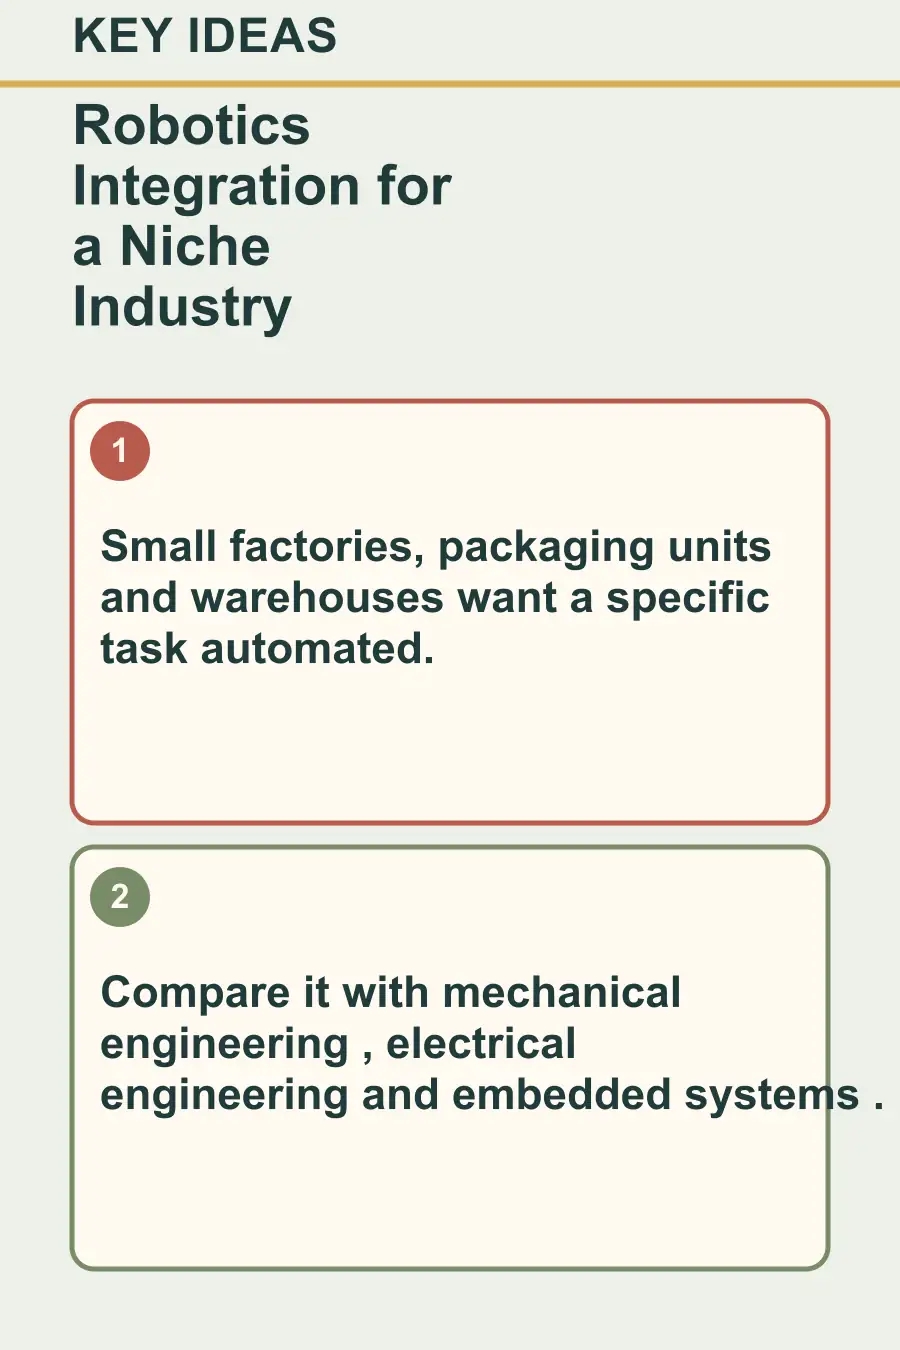 KEY IDEAS
Robotics
Integration for
a Niche
Industry
1
Small factories, packaging units
and warehouses want a specific
task automated.
2
Compare it with mechanical
engineering , electrical
engineering and embedded systems .